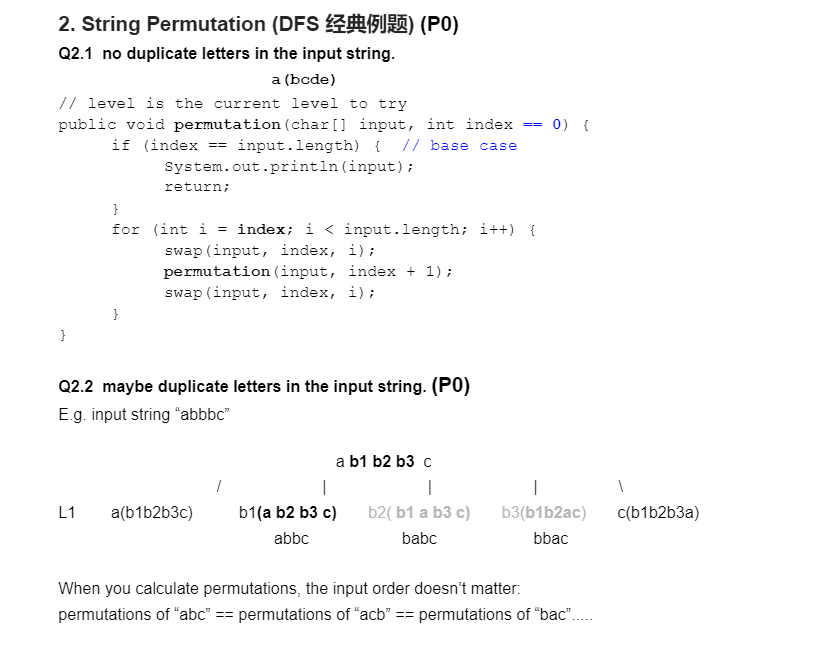 2. String Permutation (DFS 经典例题) (P0)
Q2.1 no duplicate letters in the input string.
a(bcde)
// level is the current level to try
public void permutation(char[] input, int index == 0) {
if (index == input.length) { // base case
System.out.println(input);
return;
}
for (int i = index; i < input.length; i++) {
swap(input, index, i);
permutation(input, index + 1);
swap(input, index, i);
}
}
Q2.2 maybe duplicate letters in the input string. (P0)
E.g. input string “abbbc”
a b1 b2 b3 c
/ | | | \
L1 a(b1b2b3c) b1(a b2 b3 c) b2( b1 a b3 c) b3(b1b2ac) c(b1b2b3a)
abbc babc bbac
When you calculate permutations, the input order doesn’t matter:
permutations of “abc” == permutations of “acb” == permutations of “bac”.....